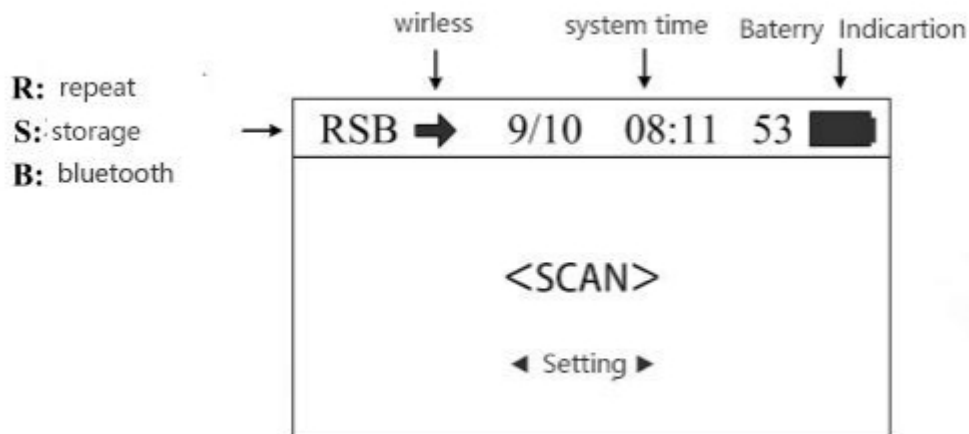 wirless
system time
Baterry Indicartion
R: repeat
S: storage
B: bluetooth
RSB 9/10 08:11 53
<SCAN>
Setting